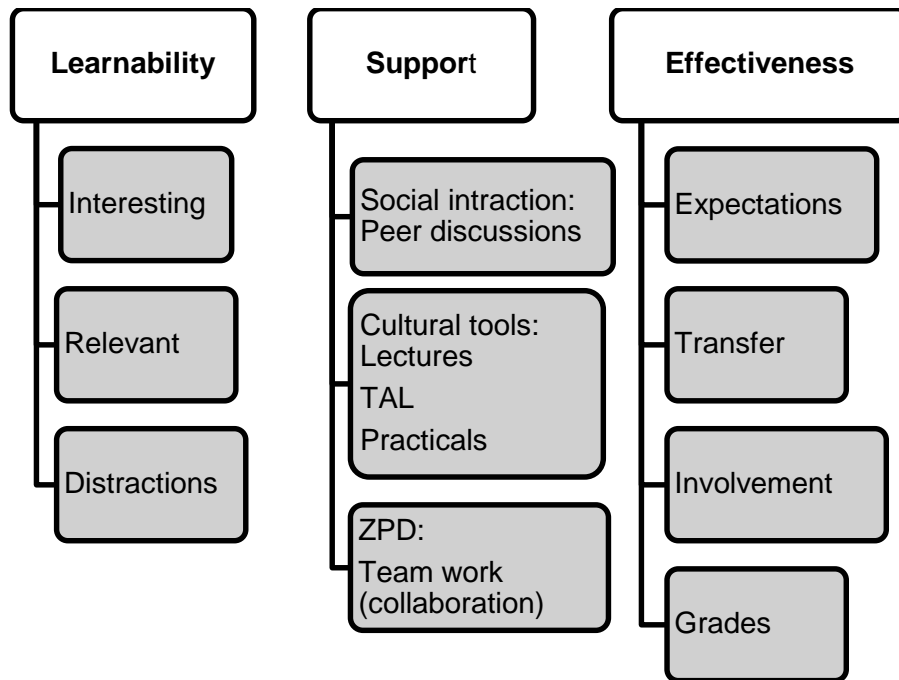 Learnability
Interesting
Relevant
Distractions
Support
Social intraction:
Peer discussions
Cultural tools:
Lectures
TAL
Practicals
ZPD:
Team work
(collaboration)
Effectiveness
Expectations
Transfer
Involvement
Grades